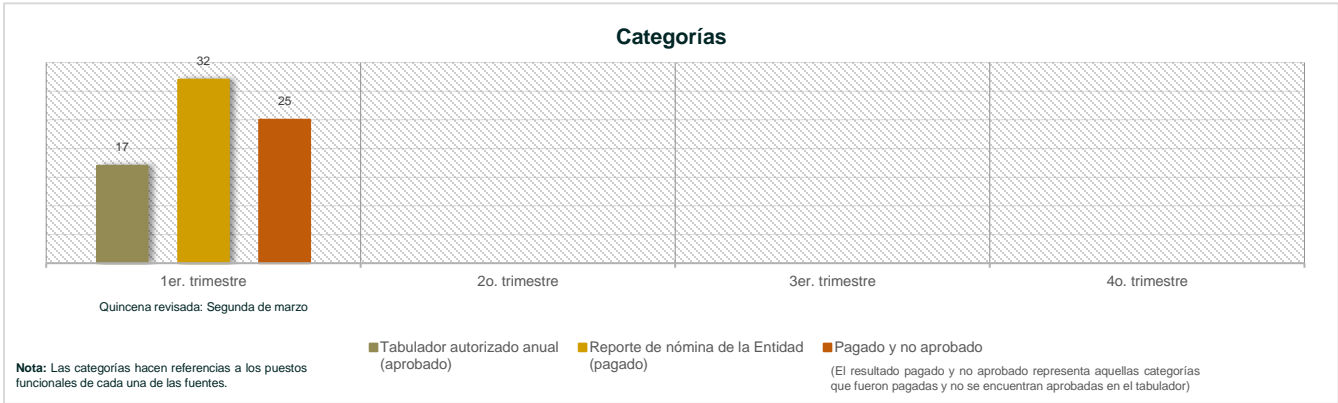 Categorías
32
25
17
1er. trimestre
2o. trimestre
3er. trimestre
4o. trimestre
Quincena revisada: Segunda de marzo
Tabulador autorizado anual
(aprobado)
Reporte de nómina de la Entidad
(pagado)
Pagado y no aprobado
(El resultado pagado y no aprobado representa aquellas categorías
que fueron pagadas y no se encuentran aprobadas en el tabulador)
Nota: Las categorías hacen referencias a los puestos
funcionales de cada una de las fuentes.